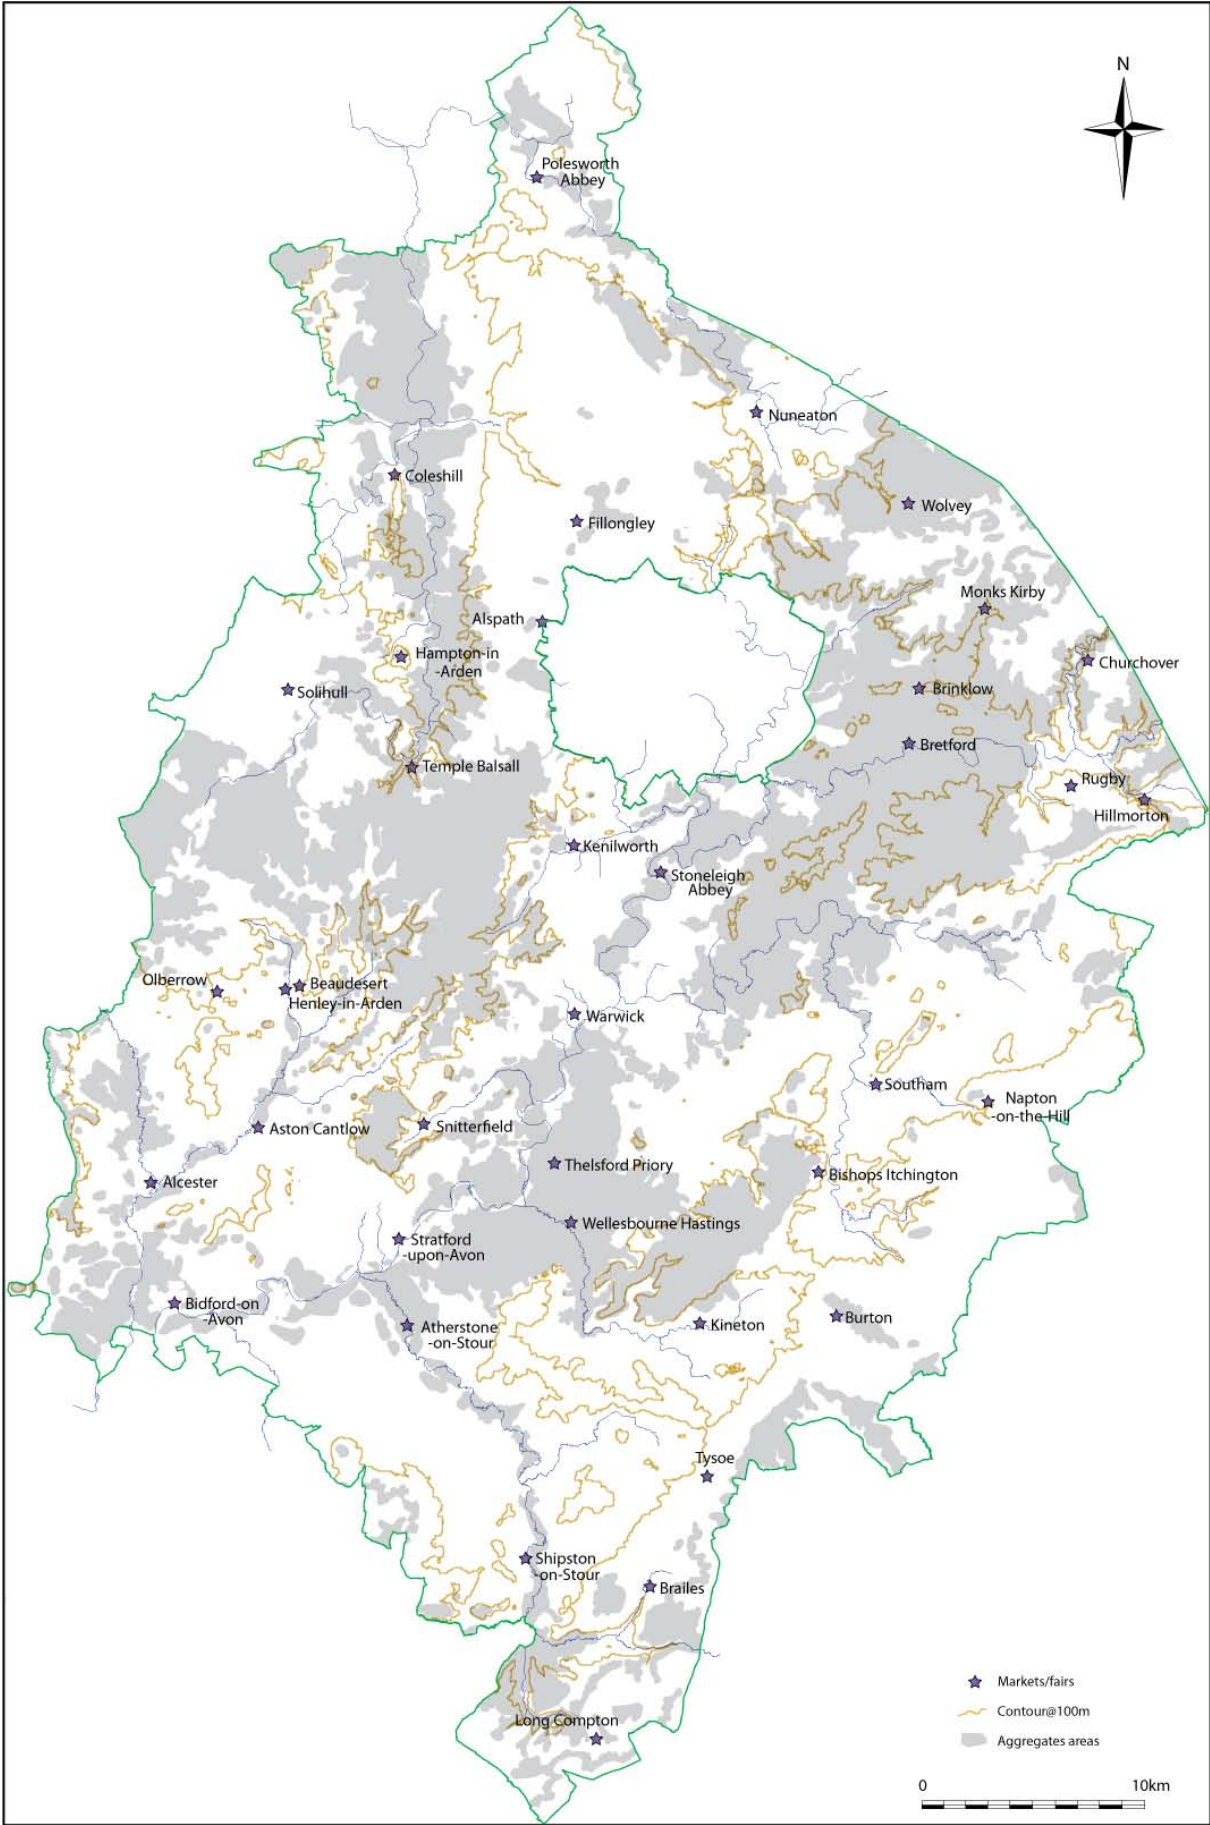 N
Polesworth
Abbey
Nuneaton
Coleshill
Wolvey
Fillongley
Monks Kirby
Alspath
Hampton-in
-Arden
Churchover
Solihull
Brinklow
Bretford
Temple Balsall
Rugby
Hillmorton
Kenilworth
Stoneleigh
Abbey
Olberrow
Beaudesert
Henley-in-Arden
Warwick
Southam
Napton
-on-the-Hill
Aston Cantlow
Snitterfield
Thelsford Priory
Bishops Itchington
Alcester
Wellesbourne Hastings
Stratford
-upon-Avon
Bidford-on
-Avon
Atherstone
-on-Stour
Kineton
Burton
Tysoe
Shipston
-on-Stour
Brailes
Long Compton
Markets/fairs
Contour@100m
Aggregates areas
0 10km